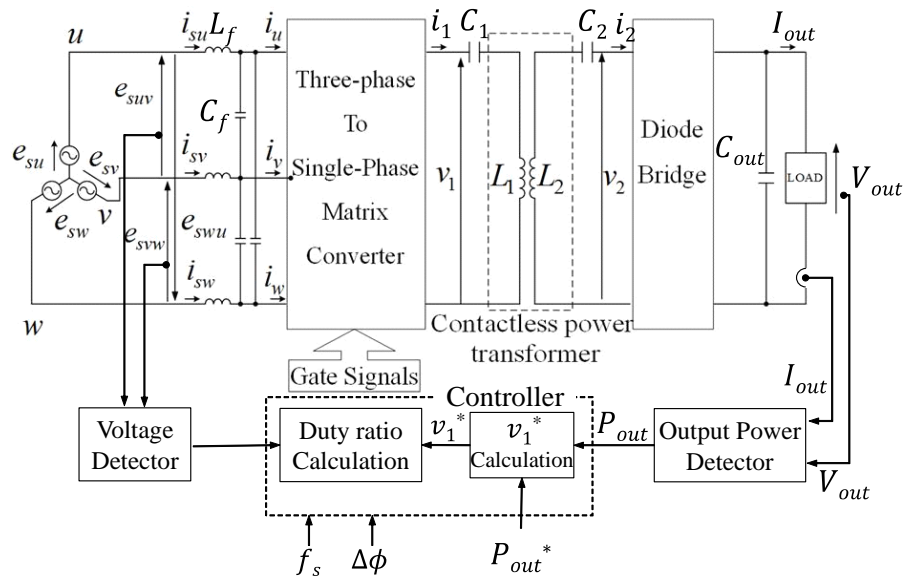 u
i_su L_f i_u
i_1 C_1
C_2 i_2
I_out
e_suv
C_f
Three-phase
To
Single-Phase
Matrix
Converter
Diode
Bridge
C_out
LOAD
V_out
e_su
e_sv
i_sv
i_v
v_1
L_1 L_2
v_2
v
e_sw
e_svw
e_swu
i_sw
i_w
w
Contactless power
transformer
Gate Signals
I_out
Controller
Voltage
Detector
Duty ratio
Calculation
v_1*
v_1*
Calculation
P_out
Output Power
Detector
V_out
f_s
Δϕ
P_out*